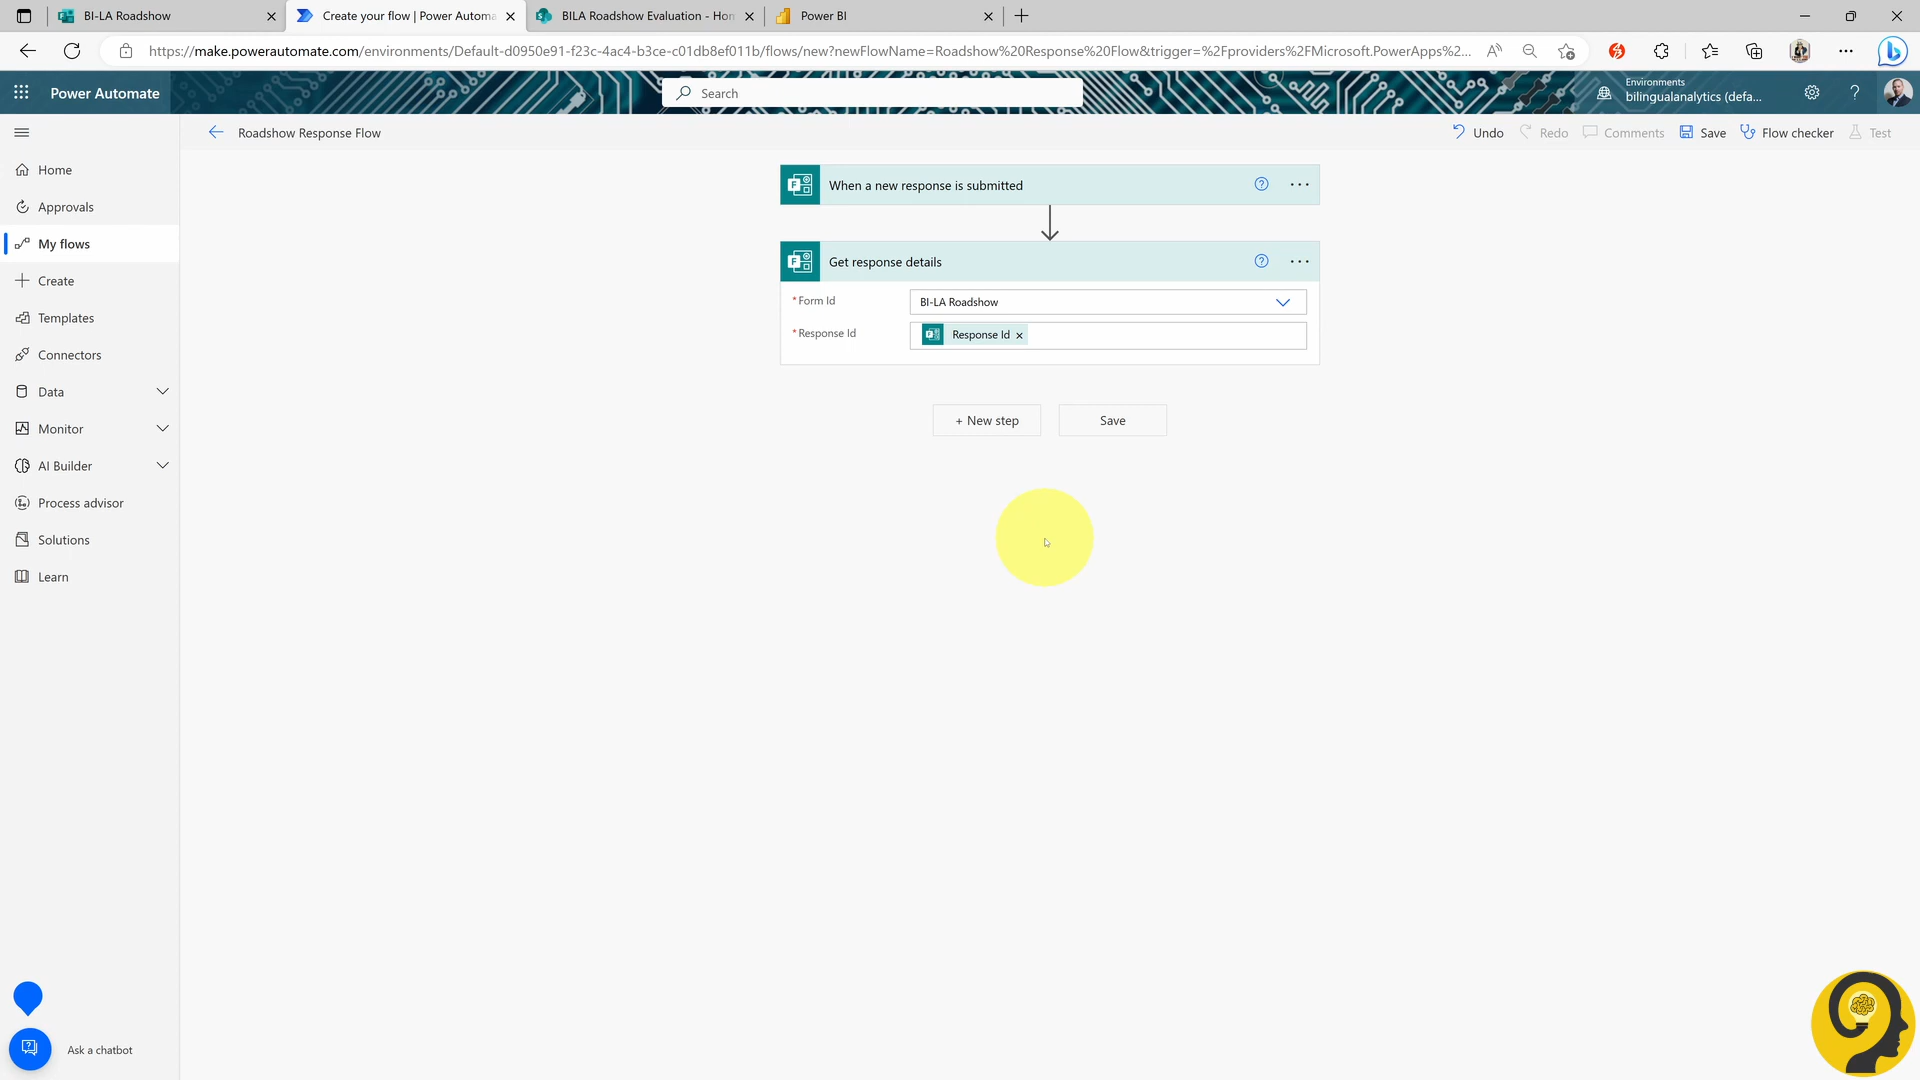 BI-LA Roadshow
Create your flow | Power Automa
BILA Roadshow Evaluation - Hom
Power BI
https://make.powerautomate.com/environments/Default-d0950e91-f23c-4ac4-b3ce-c01db8ef011b/flows/new?newFlowName=Roadshow%20Response%20Flow&trigger=%2Fproviders%2FMicrosoft.PowerApps%2...
Power Automate
Search
Environments
bilingualanalytics (defa...
Roadshow Response Flow
Undo
Redo
Comments
Save
Flow checker
Test
Home
Approvals
My flows
Create
Templates
Connectors
Data
Monitor
AI Builder
Process advisor
Solutions
Learn
When a new response is submitted
Get response details
*Form Id
BI-LA Roadshow
*Response Id
Response Id
+ New step
Save
Ask a chatbot